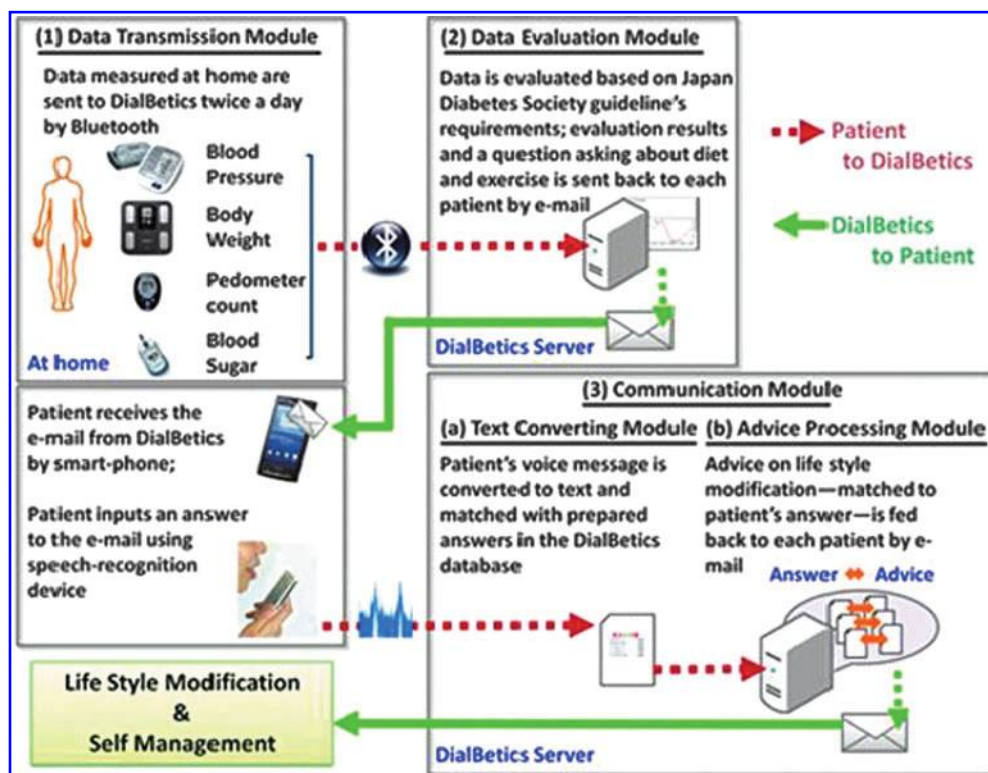 (1) Data Transmission Module
Data measured at home are
sent to DialBetics twice a day
by Bluetooth
Blood
Pressure
Body
Weight
Pedometer
count
Blood
Sugar
At home
(2) Data Evaluation Module
Data is evaluated based on Japan
Diabetes Society guideline's
requirements; evaluation results
and a question asking about diet
and exercise is sent back to each
patient by e-mail
DialBetics Server
Patient
to DialBetics
DialBetics
to Patient
Patient receives the
e-mail from DialBetics
by smart-phone;
Patient inputs an answer
to the e-mail using
speech-recognition
device
(3) Communication Module
(a) Text Converting Module
Patient's voice message is
converted to text and
matched with prepared
answers in the DialBetics
database
(b) Advice Processing Module
Advice on life style
modification—matched to
patient's answer—is fed
back to each patient by e-
mail
Answer
Advice
DialBetics Server
Life Style Modification
&
Self Management